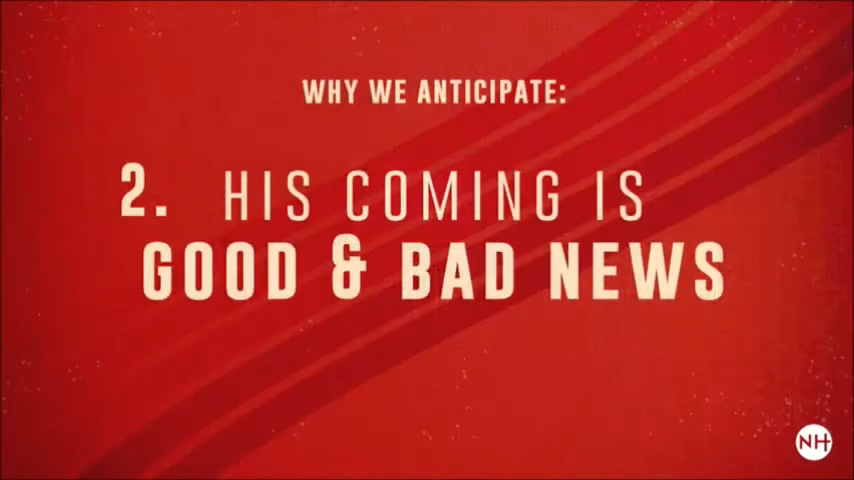 WHY WE ANTICIPATE:
2. HIS COMING IS
GOOD & BAD NEWS
NH